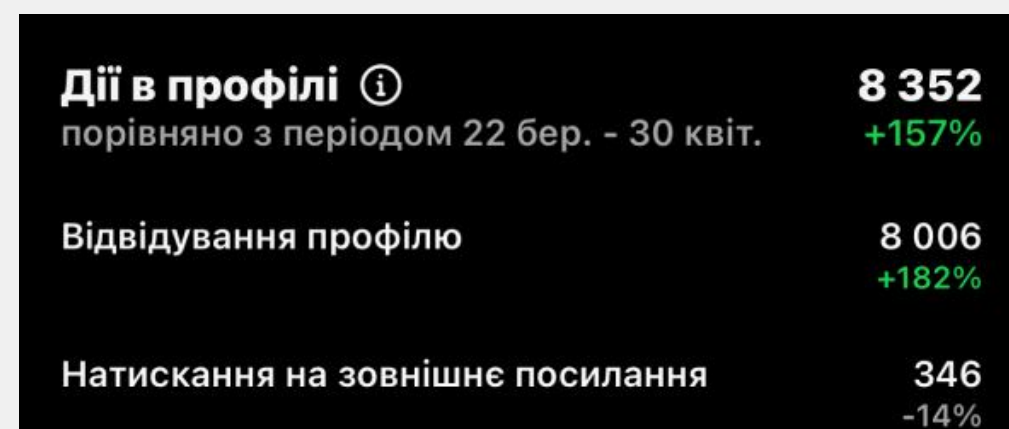 Дії в профілі 8 352
порівняно з періодом 22 бер. - 30 квіт. +157%
Відвідування профілю 8 006
+182%
Натискання на зовнішнє посилання 346
-14%